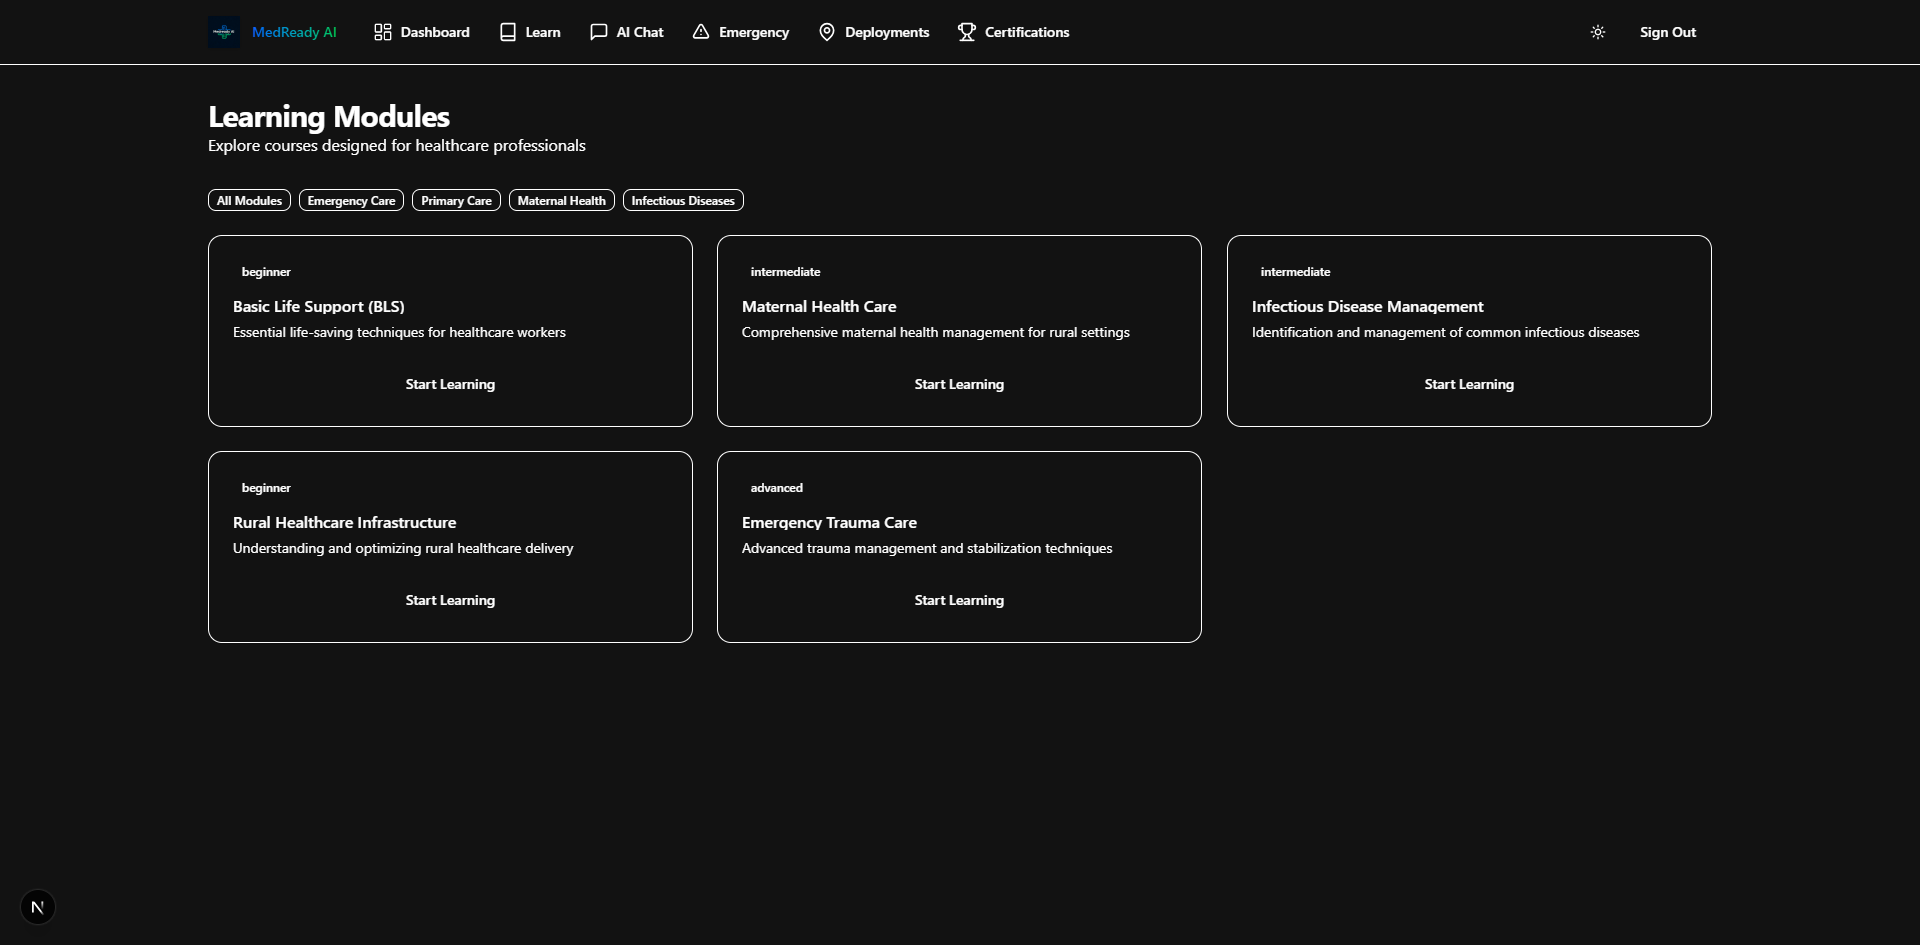 MedReady AI Dashboard Learn AI Chat Emergency Deployments Certifications Sign Out
Learning Modules
Explore courses designed for healthcare professionals
All Modules Emergency Care Primary Care Maternal Health Infectious Diseases
beginner
Basic Life Support (BLS)
Essential life-saving techniques for healthcare workers
Start Learning
intermediate
Maternal Health Care
Comprehensive maternal health management for rural settings
Start Learning
intermediate
Infectious Disease Management
Identification and management of common infectious diseases
Start Learning
beginner
Rural Healthcare Infrastructure
Understanding and optimizing rural healthcare delivery
Start Learning
advanced
Emergency Trauma Care
Advanced trauma management and stabilization techniques
Start Learning
N